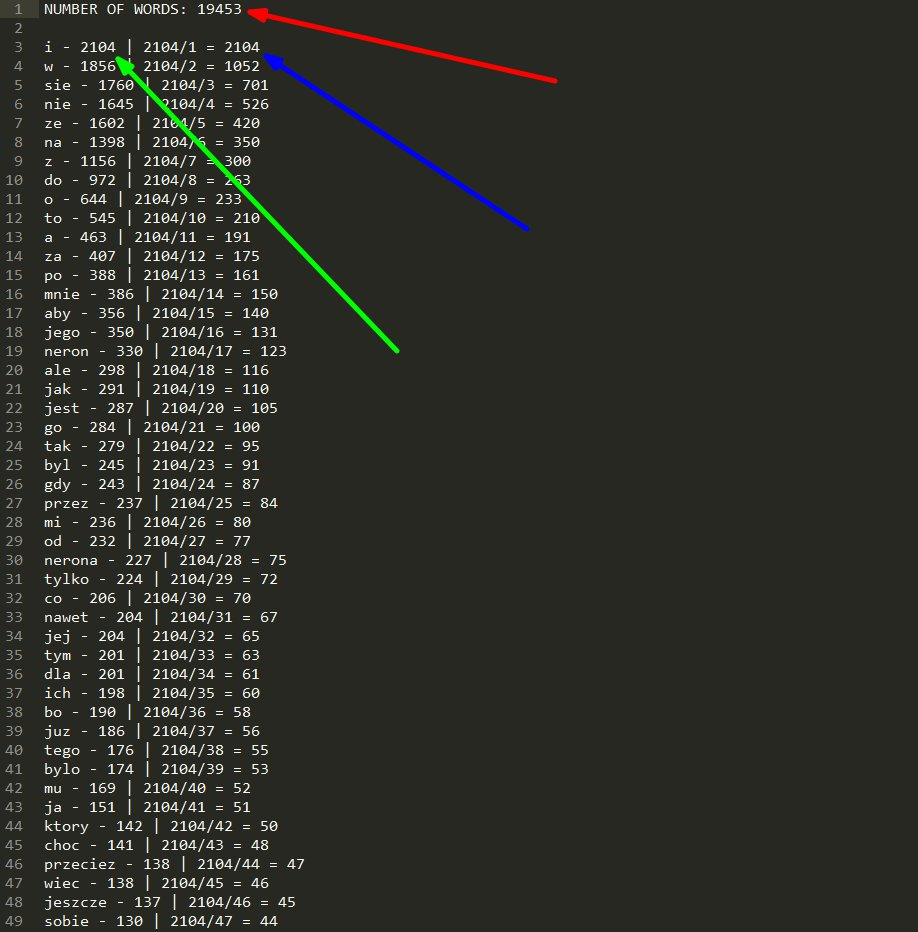 1 NUMBER OF WORDS: 19453
2
3 i - 2104 | 2104/1 = 2104
4 w - 1856 | 2104/2 = 1052
5 sie - 1760 | 2104/3 = 701
6 nie - 1645 | 2104/4 = 526
7 ze - 1602 | 2104/5 = 420
8 na - 1398 | 2104/6 = 350
9 z - 1156 | 2104/7 = 300
10 do - 972 | 2104/8 = 263
11 o - 644 | 2104/9 = 233
12 to - 545 | 2104/10 = 210
13 a - 463 | 2104/11 = 191
14 za - 407 | 2104/12 = 175
15 po - 388 | 2104/13 = 161
16 mnie - 386 | 2104/14 = 150
17 aby - 356 | 2104/15 = 140
18 jego - 350 | 2104/16 = 131
19 neron - 330 | 2104/17 = 123
20 ale - 298 | 2104/18 = 116
21 jak - 291 | 2104/19 = 110
22 jest - 287 | 2104/20 = 105
23 go - 284 | 2104/21 = 100
24 tak - 279 | 2104/22 = 95
25 byl - 245 | 2104/23 = 91
26 gdy - 243 | 2104/24 = 87
27 przez - 237 | 2104/25 = 84
28 mi - 236 | 2104/26 = 80
29 od - 232 | 2104/27 = 77
30 nerona - 227 | 2104/28 = 75
31 tylko - 224 | 2104/29 = 72
32 co - 206 | 2104/30 = 70
33 nawet - 204 | 2104/31 = 67
34 jej - 204 | 2104/32 = 65
35 tym - 201 | 2104/33 = 63
36 dla - 201 | 2104/34 = 61
37 ich - 198 | 2104/35 = 60
38 bo - 190 | 2104/36 = 58
39 juz - 186 | 2104/37 = 56
40 tego - 176 | 2104/38 = 55
41 bylo - 174 | 2104/39 = 53
42 mu - 169 | 2104/40 = 52
43 ja - 151 | 2104/41 = 51
44 ktory - 142 | 2104/42 = 50
45 choc - 141 | 2104/43 = 48
46 przeciez - 138 | 2104/44 = 47
47 wiec - 138 | 2104/45 = 46
48 jeszcze - 137 | 2104/46 = 45
49 sobie - 130 | 2104/47 = 44